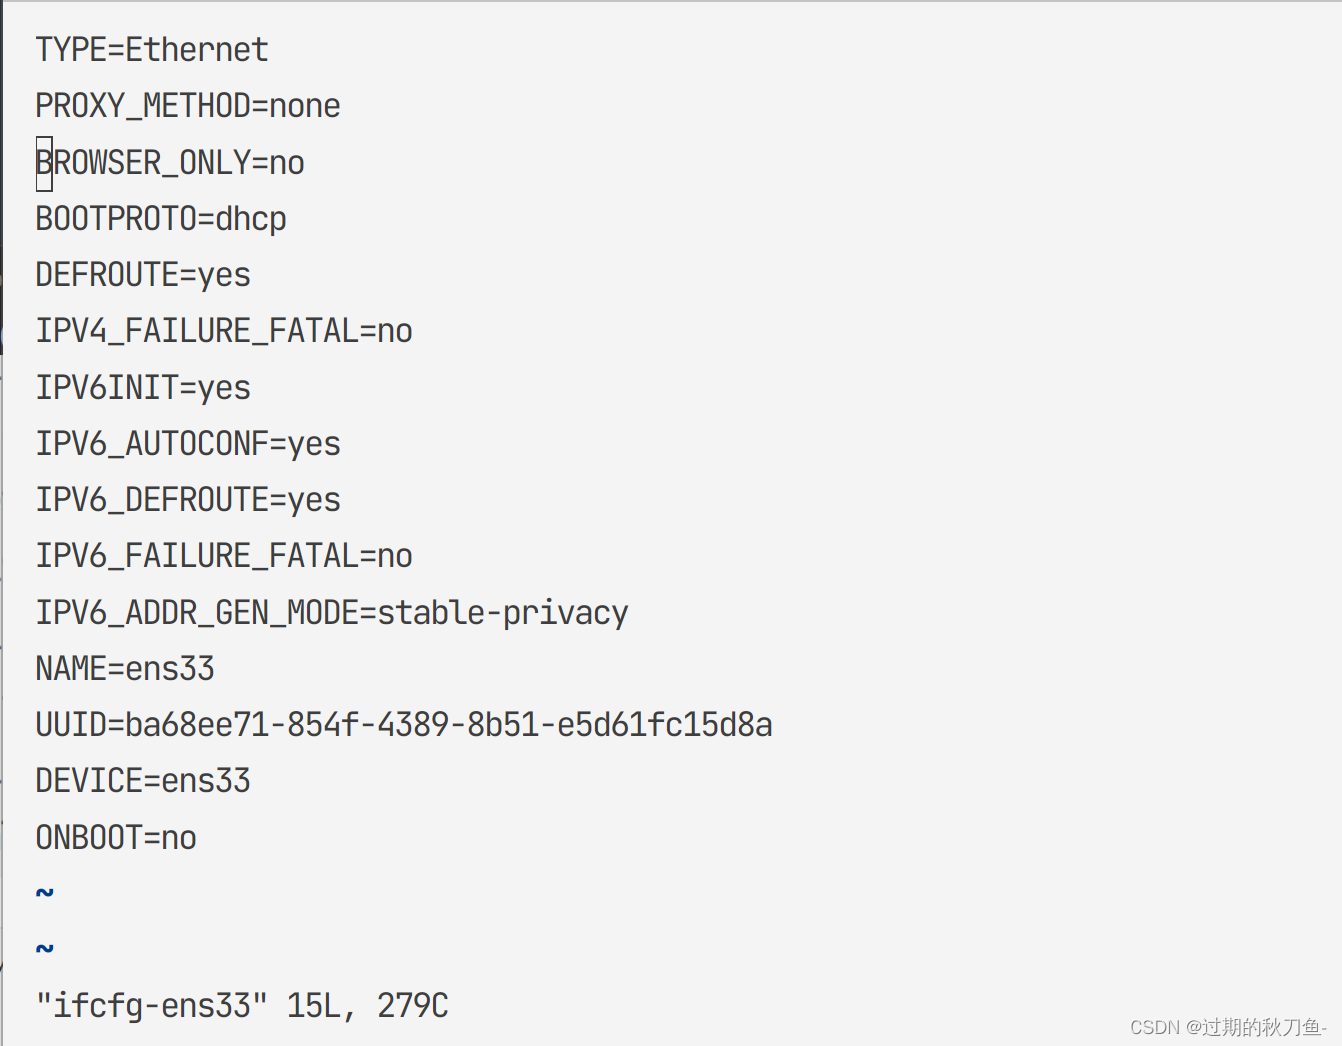 TYPE=Ethernet
PROXY_METHOD=none
BROWSER_ONLY=no
BOOTPROTO=dhcp
DEFROUTE=yes
IPV4_FAILURE_FATAL=no
IPV6INIT=yes
IPV6_AUTOCONF=yes
IPV6_DEFROUTE=yes
IPV6_FAILURE_FATAL=no
IPV6_ADDR_GEN_MODE=stable-privacy
NAME=ens33
UUID=ba68ee71-854f-4389-8b51-e5d61fc15d8a
DEVICE=ens33
ONBOOT=no
~
~
"ifcfg-ens33" 15L, 279C
CSDN @过期的秋刀鱼-